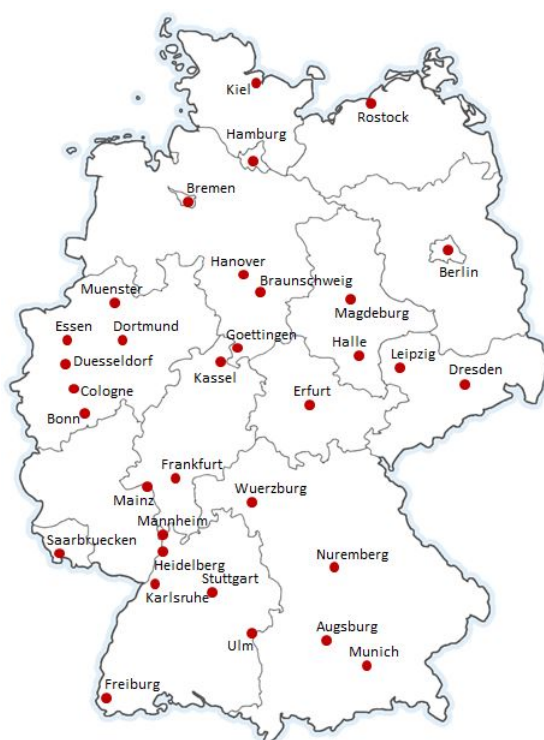 Kiel
Rostock
Hamburg
Bremen
Berlin
Hanover
Braunschweig
Muenster
Magdeburg
Essen
Dortmund
Goettingen
Halle
Leipzig
Duesseldorf
Kassel
Dresden
Cologne
Erfurt
Bonn
Frankfurt
Mainz
Wuerzburg
Mannheim
Saarbruecken
Heidelberg
Nuremberg
Stuttgart
Karlsruhe
Augsburg
Ulm
Munich
Freiburg